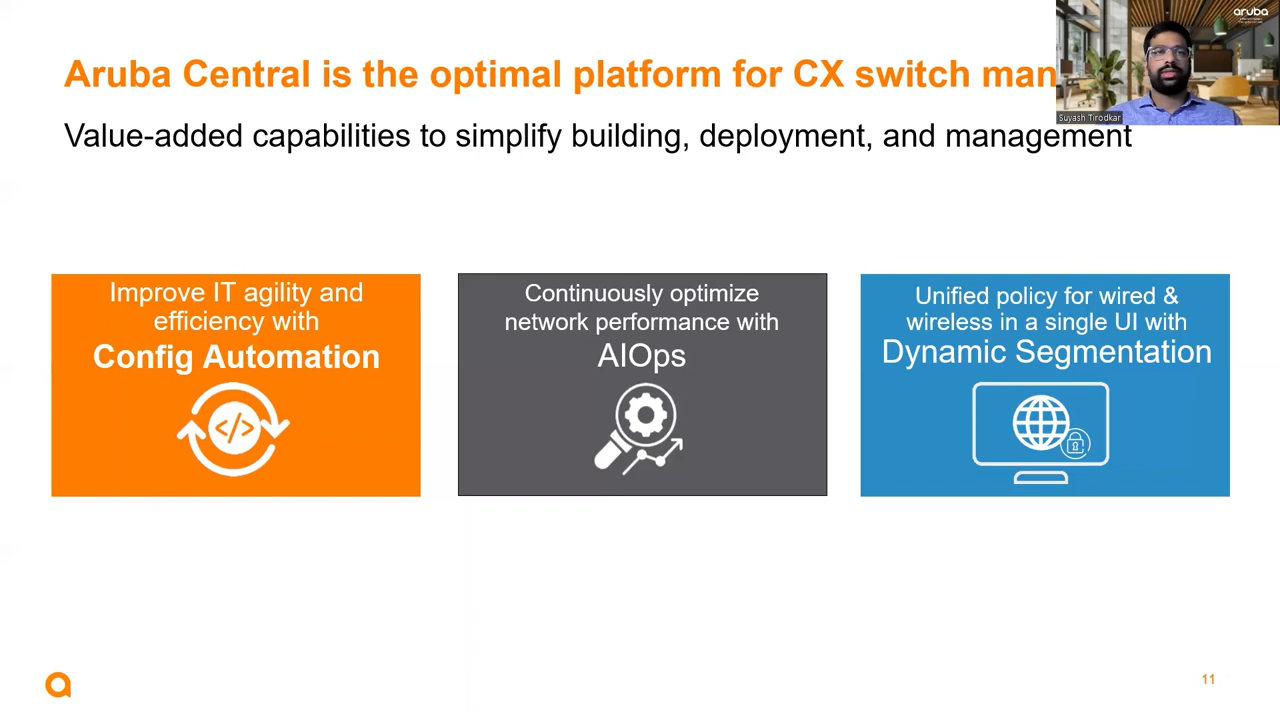 Aruba Central is the optimal platform for CX switch man
aruba
Suyash Tirodkar
Value-added capabilities to simplify building, deployment, and management
Improve IT agility and
efficiency with
Config Automation
</>
Continuously optimize
network performance with
AIOps
Unified policy for wired &
wireless in a single UI with
Dynamic Segmentation
11